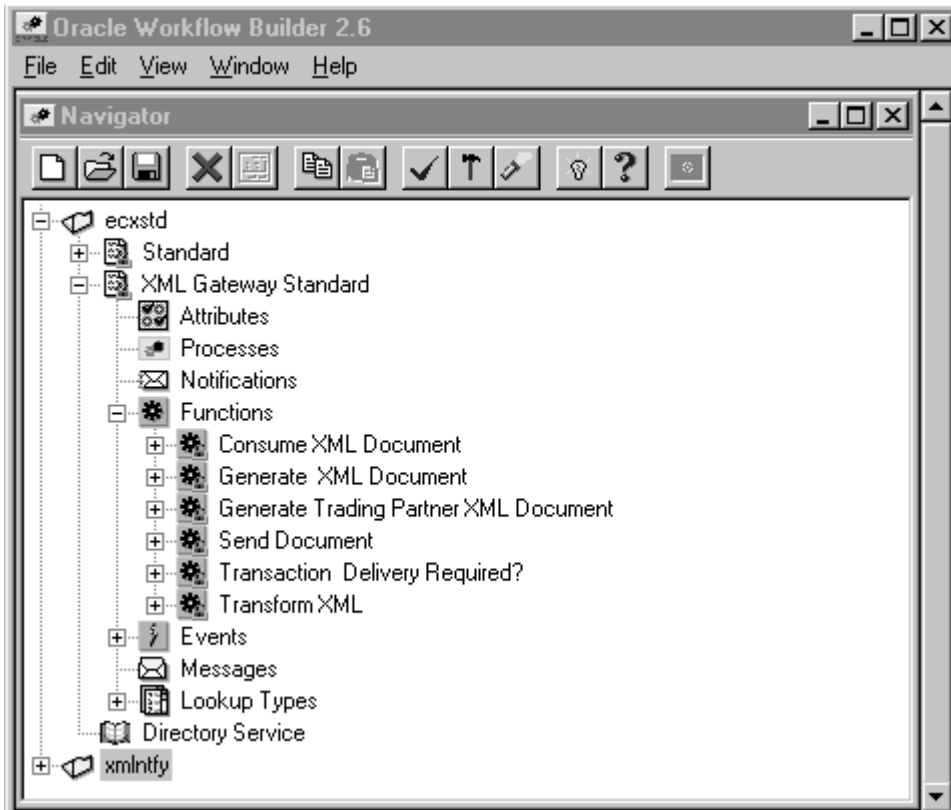 Oracle Workflow Builder 2.6
File Edit View Window Help
Navigator
ecxstd
Standard
XML Gateway Standard
Attributes
Processes
Notifications
Functions
Consume XML Document
Generate XML Document
Generate Trading Partner XML Document
Send Document
Transaction Delivery Required?
Transform XML
Events
Messages
Lookup Types
Directory Service
xmlntfy